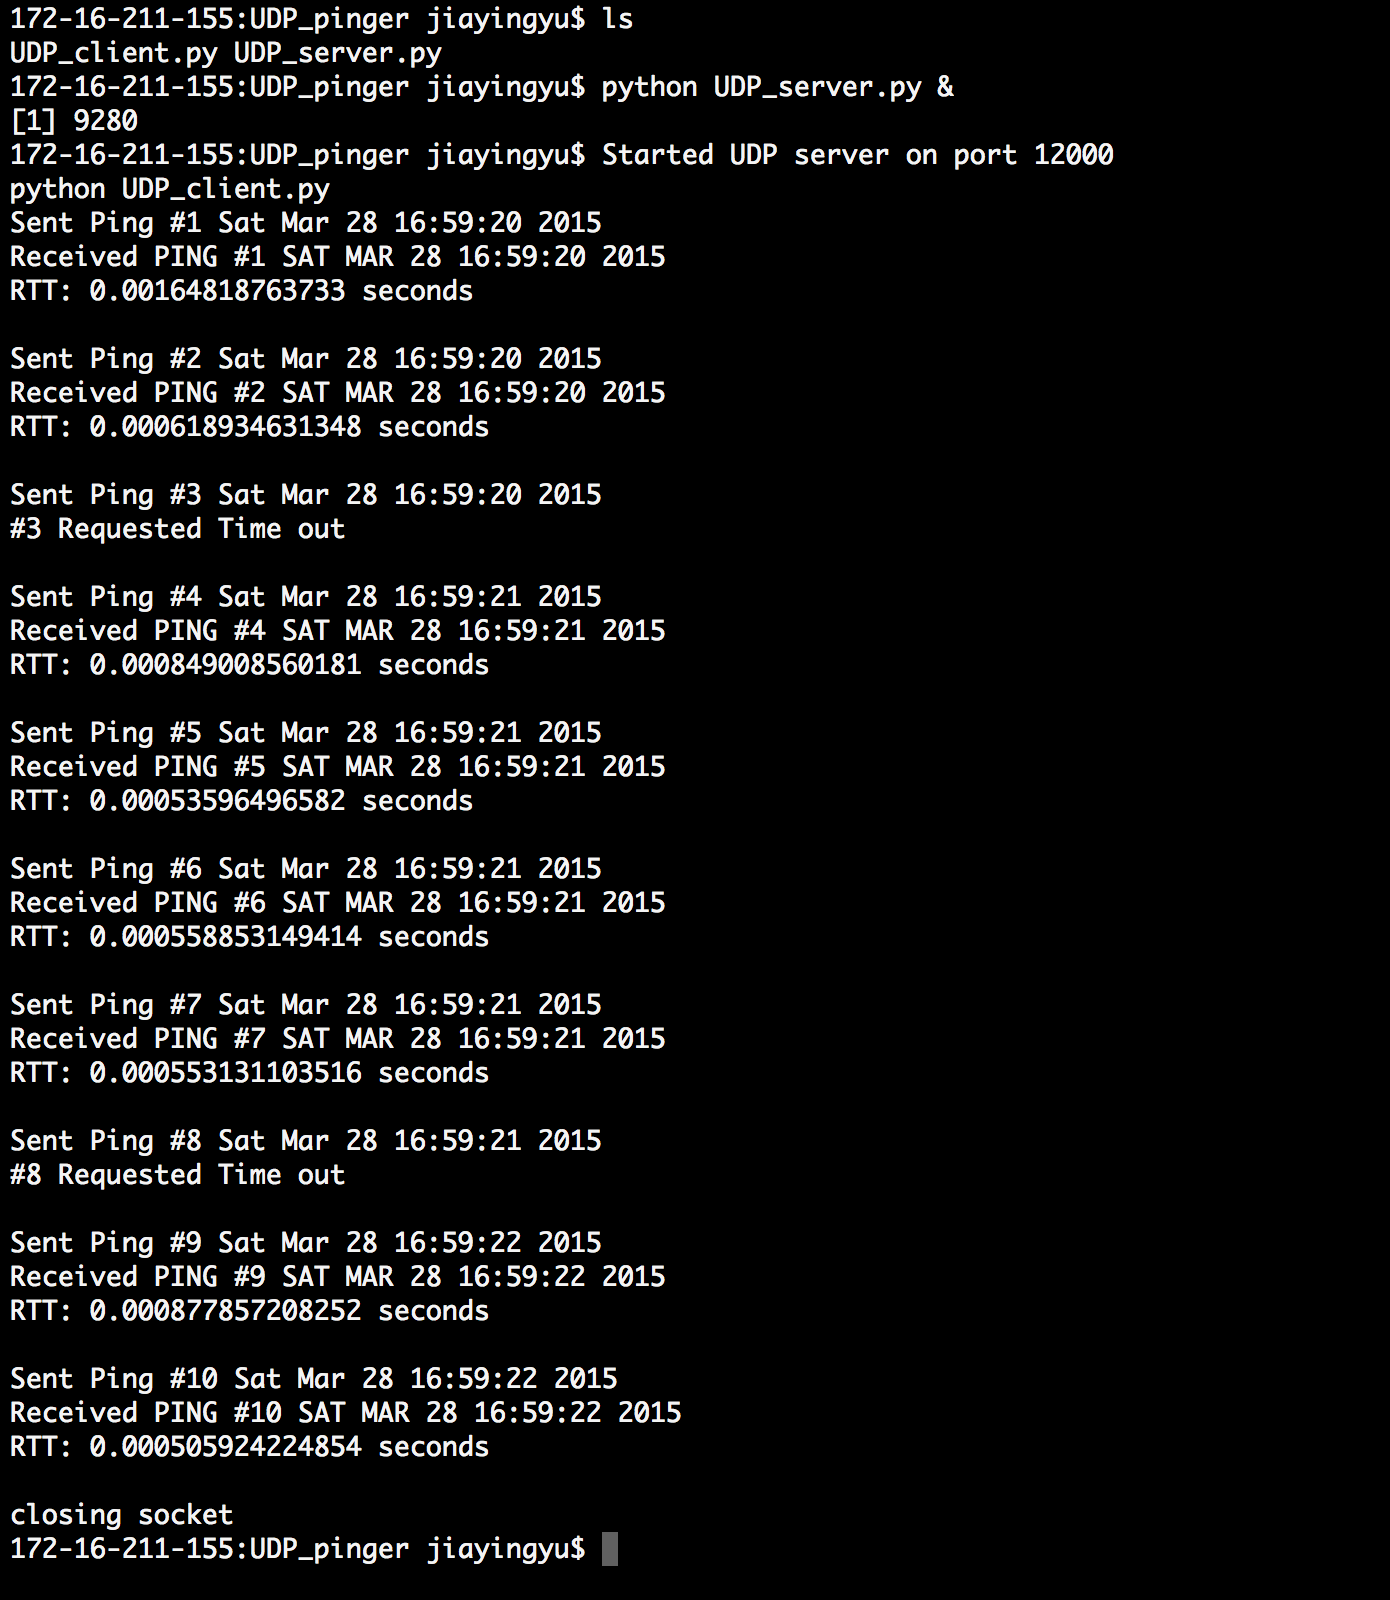 172-16-211-155:UDP_pinger jiayingyu$ ls
UDP_client.py UDP_server.py
172-16-211-155:UDP_pinger jiayingyu$ python UDP_server.py &
[1] 9280
172-16-211-155:UDP_pinger jiayingyu$ Started UDP server on port 12000
python UDP_client.py
Sent Ping #1 Sat Mar 28 16:59:20 2015
Received PING #1 SAT MAR 28 16:59:20 2015
RTT: 0.00164818763733 seconds
Sent Ping #2 Sat Mar 28 16:59:20 2015
Received PING #2 SAT MAR 28 16:59:20 2015
RTT: 0.000618934631348 seconds
Sent Ping #3 Sat Mar 28 16:59:20 2015
#3 Requested Time out
Sent Ping #4 Sat Mar 28 16:59:21 2015
Received PING #4 SAT MAR 28 16:59:21 2015
RTT: 0.000849008560181 seconds
Sent Ping #5 Sat Mar 28 16:59:21 2015
Received PING #5 SAT MAR 28 16:59:21 2015
RTT: 0.00053596496582 seconds
Sent Ping #6 Sat Mar 28 16:59:21 2015
Received PING #6 SAT MAR 28 16:59:21 2015
RTT: 0.000558853149414 seconds
Sent Ping #7 Sat Mar 28 16:59:21 2015
Received PING #7 SAT MAR 28 16:59:21 2015
RTT: 0.000553131103516 seconds
Sent Ping #8 Sat Mar 28 16:59:21 2015
#8 Requested Time out
Sent Ping #9 Sat Mar 28 16:59:22 2015
Received PING #9 SAT MAR 28 16:59:22 2015
RTT: 0.000877857208252 seconds
Sent Ping #10 Sat Mar 28 16:59:22 2015
Received PING #10 SAT MAR 28 16:59:22 2015
RTT: 0.000505924224854 seconds
closing socket
172-16-211-155:UDP_pinger jiayingyu$